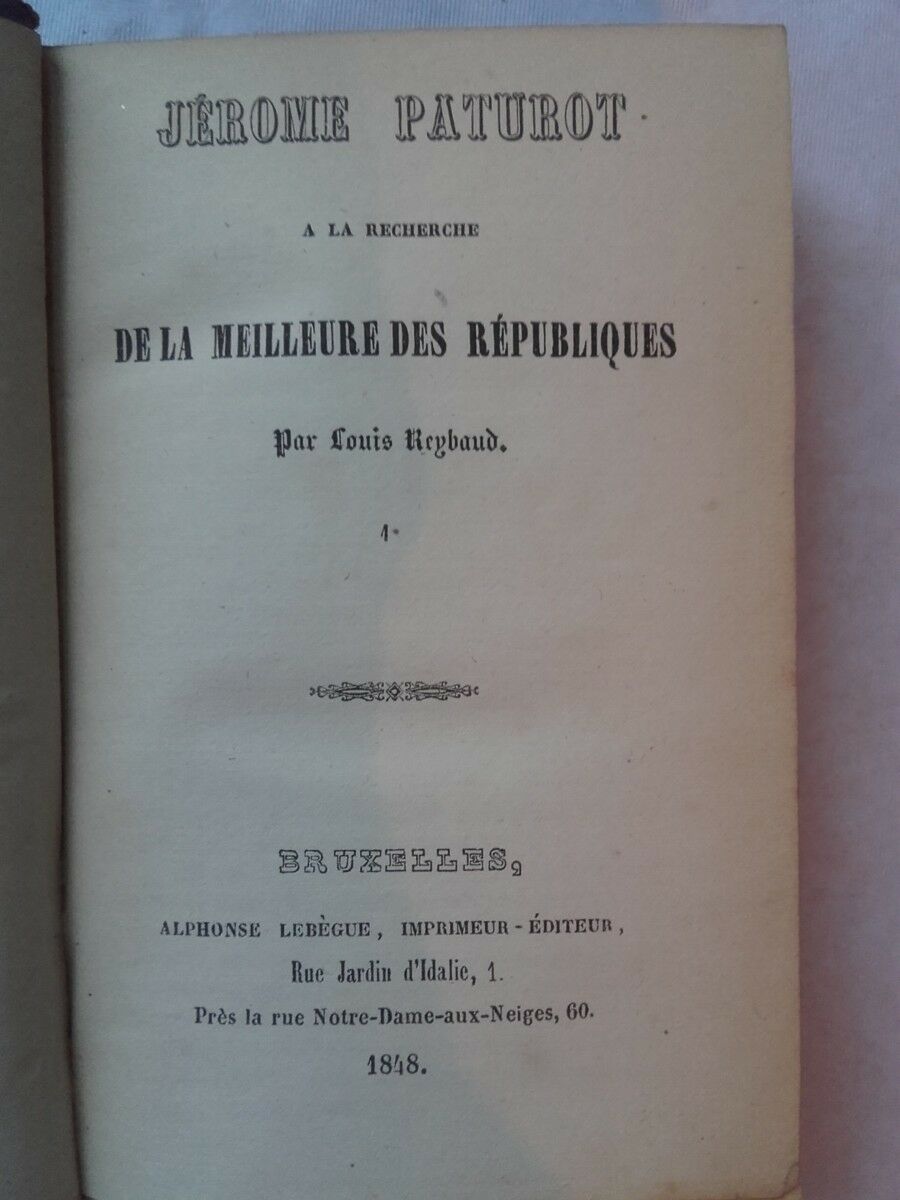 JÉROME PATUROT
A LA RECHERCHE
DE LA MEILLEURE DES RÉPUBLIQUES
Par Louis Reybaud.
1.
BRUXELLES,
ALPHONSE LEBÈGUE, IMPRIMEUR-ÉDITEUR,
Rue Jardin d'Idalie, 1.
Près la rue Notre-Dame-aux-Neiges, 60.
1848.